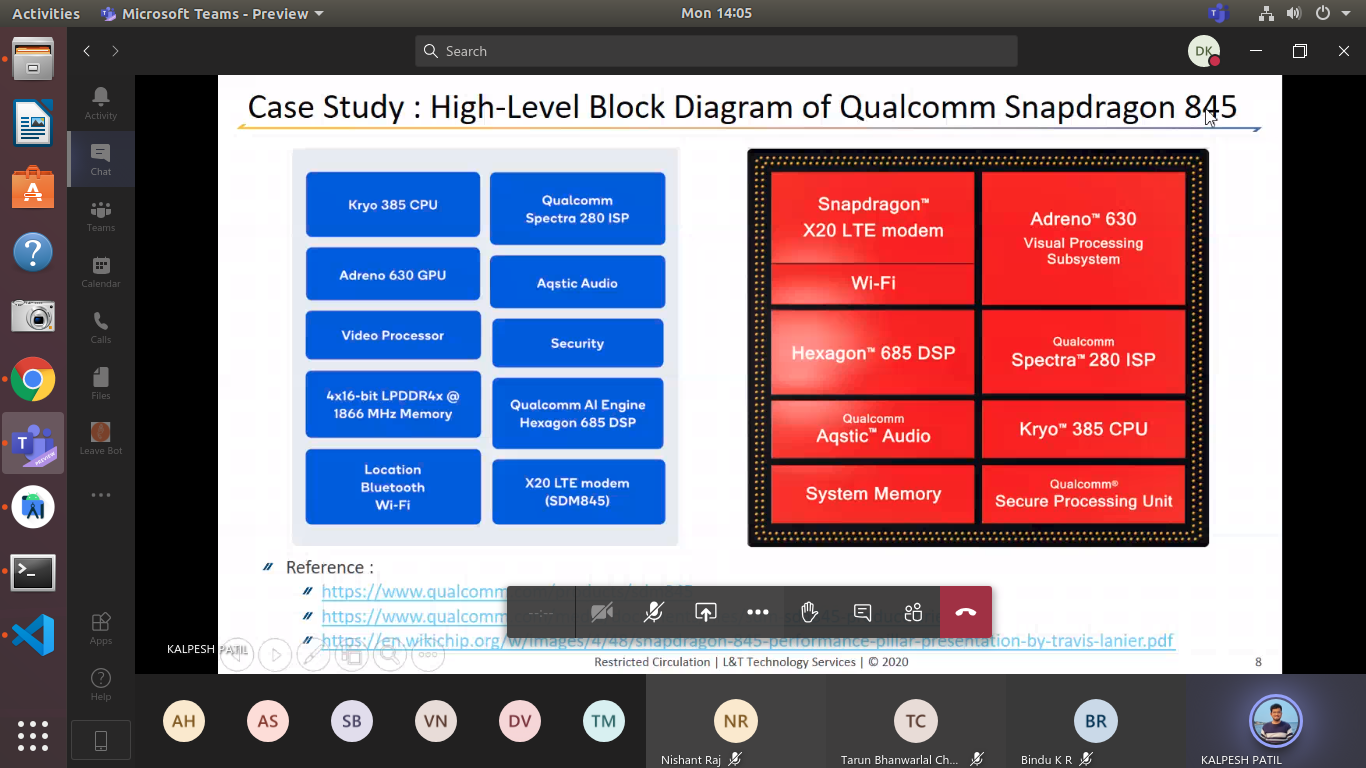 Activities
Microsoft Teams - Preview
Mon 14:05
Search
DK
Activity
Chat
Teams
Calendar
Calls
Files
Leave Bot
Apps
Help
Case Study : High-Level Block Diagram of Qualcomm Snapdragon 845
Kryo 385 CPU
Qualcomm
Spectra 280 ISP
Adreno 630 GPU
Aqstic Audio
Video Processor
Security
4x16-bit LPDDR4x @
1866 MHz Memory
Qualcomm AI Engine
Hexagon 685 DSP
Location
Bluetooth
Wi-Fi
X20 LTE modem
(SDM845)
Snapdragon™
X20 LTE modem
Wi-Fi
Adreno™ 630
Visual Processing
Subsystem
Hexagon™ 685 DSP
Qualcomm
Spectra™ 280 ISP
Qualcomm
Aqstic™ Audio
Kryo™ 385 CPU
System Memory
Qualcomm®
Secure Processing Unit
Reference :
https://www.qualcomm
https://www.qualcomm
https://en.wikichip.org/w/images/4/48/snapdragon-845-performance-pillar-presentation-by-travis-lanier.pdf
--:--
KALPESH PATIL
Restricted Circulation | L&T Technology Services | © 2020
8
AH
AS
SB
VN
DV
TM
NR
TC
BR
Nishant Raj
Tarun Bhanwarlal Ch...
Bindu K R
KALPESH PATIL